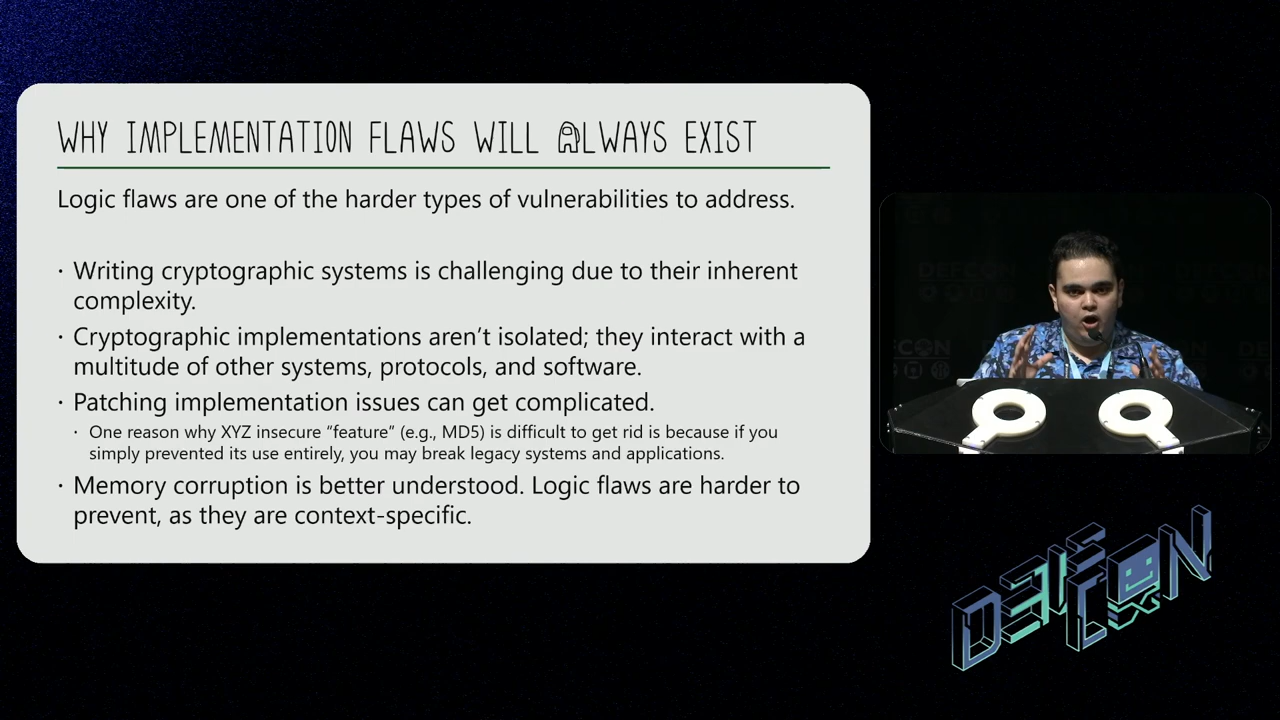 WHY IMPLEMENTATION FLAWS WILL ALWAYS EXIST
Logic flaws are one of the harder types of vulnerabilities to address.
· Writing cryptographic systems is challenging due to their inherent
complexity.
· Cryptographic implementations aren’t isolated; they interact with a
multitude of other systems, protocols, and software.
· Patching implementation issues can get complicated.
· One reason why XYZ insecure “feature” (e.g., MD5) is difficult to get rid is because if you
simply prevented its use entirely, you may break legacy systems and applications.
· Memory corruption is better understood. Logic flaws are harder to
prevent, as they are context-specific.
DEFCON
DEFCON